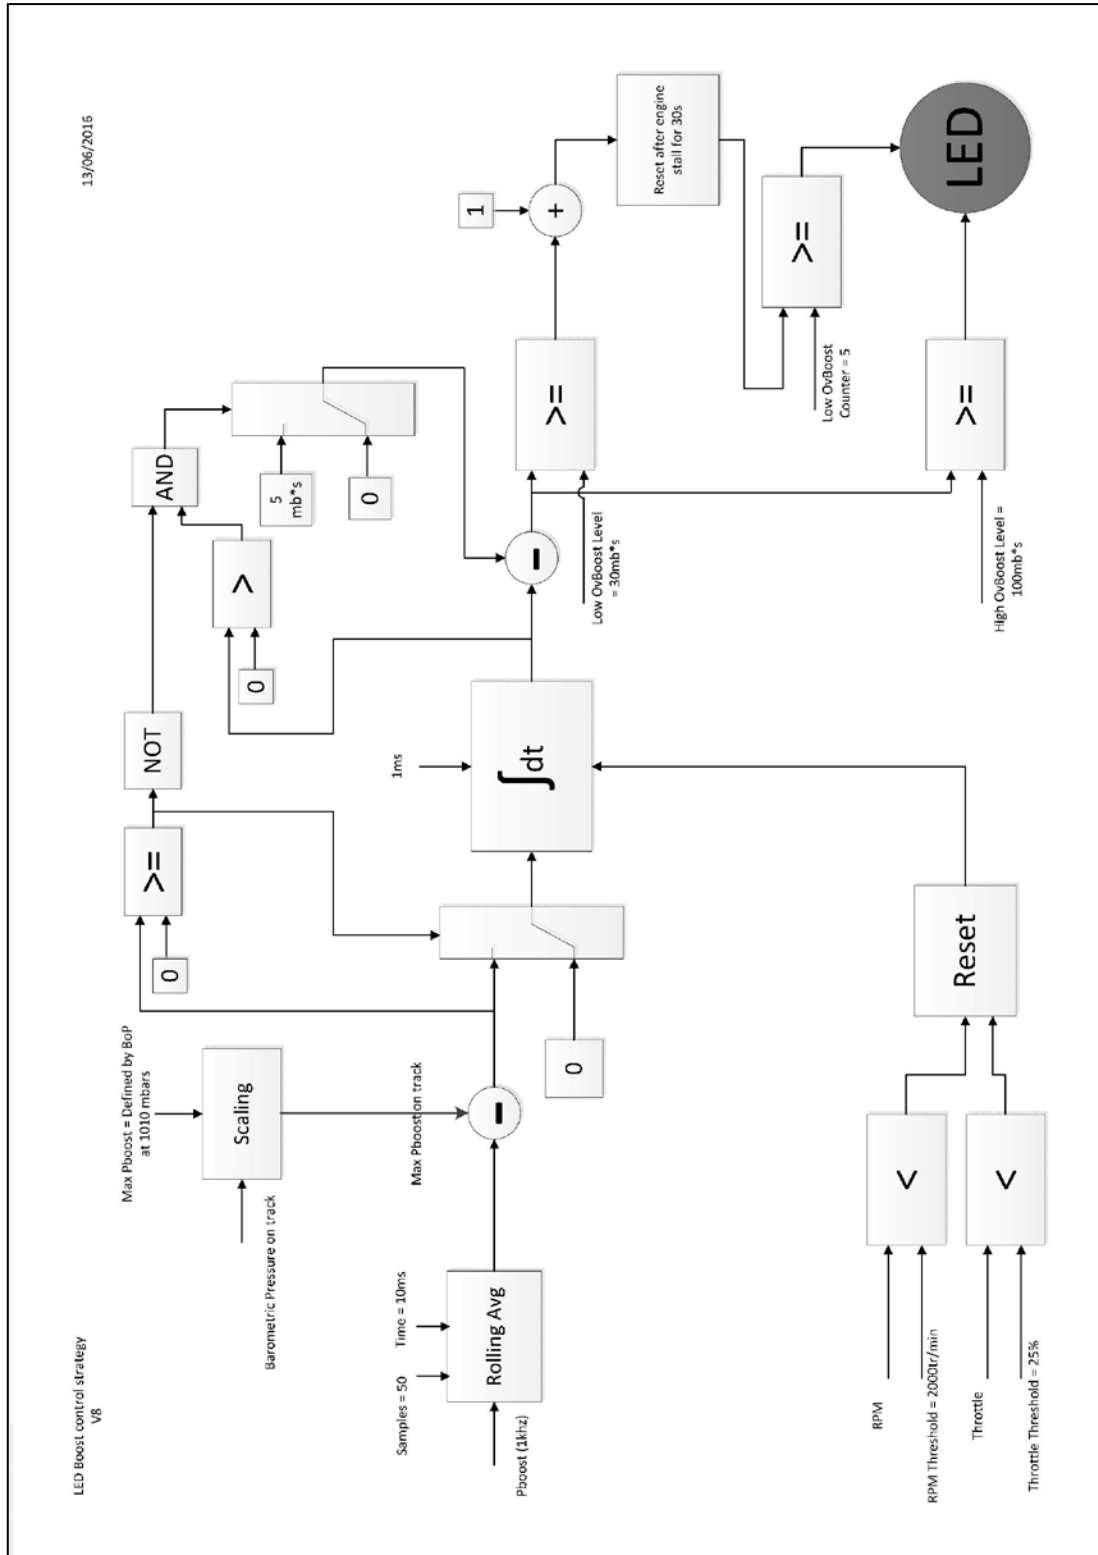 LED Boost control strategy
V8
13/06/2016
Max Pboost = Defined by BoP
at 1010 mbars
Scaling
Barometric Pressure on track
Max Pboost on track
Samples = 50
Time = 10ms
Rolling Avg
Pboost (1khz)
-
0
>=
NOT
AND
0
>
5
mb*s
0
0
1ms
∫dt
-
>=
Low OvBoost Level
= 30mb*s
1
+
Reset after engine
stall for 30s
>=
Low OvBoost
Counter = 5
LED
>=
High OvBoost Level =
100mb*s
RPM
RPM Threshold = 2000tr/min
<
Throttle
Throttle Threshold = 25%
<
Reset